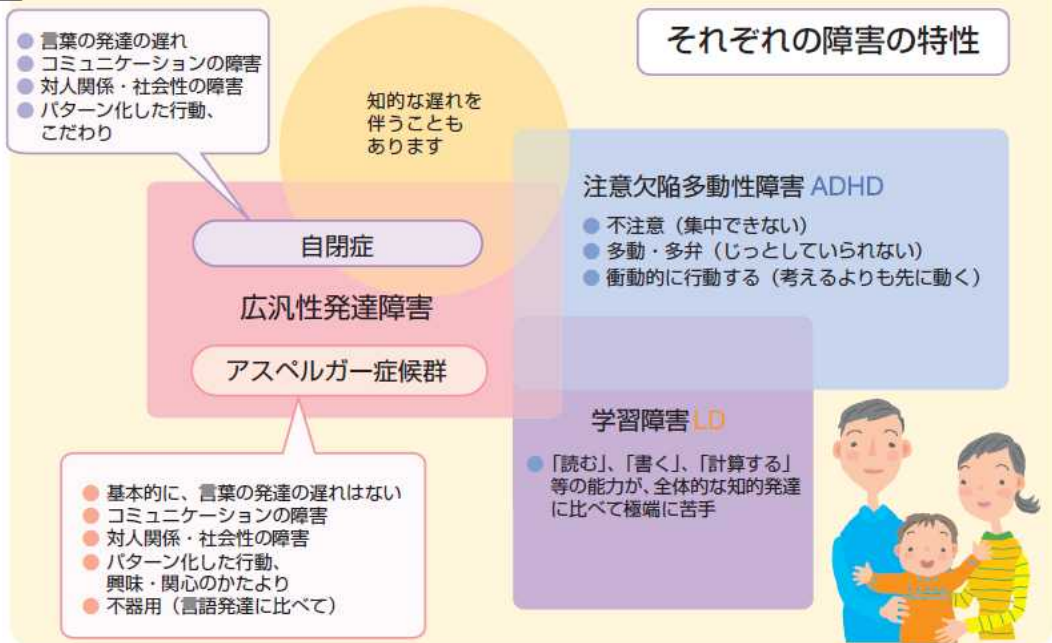 それぞれの障害の特性
● 言葉の発達の遅れ
● コミュニケーションの障害
● 対人関係・社会性の障害
● パターン化した行動、
こだわり
知的な遅れを
伴うことも
あります
自閉症
広汎性発達障害
アスペルガー症候群
● 基本的に、言葉の発達の遅れはない
● コミュニケーションの障害
● 対人関係・社会性の障害
● パターン化した行動、
興味・関心のかたより
● 不器用（言語発達に比べて）
注意欠陥多動性障害 ADHD
● 不注意（集中できない）
● 多動・多弁（じっとしていられない）
● 衝動的に行動する（考えるよりも先に動く）
学習障害 LD
● 「読む」、「書く」、「計算する」
等の能力が、全体的な知的発達
に比べて極端に苦手